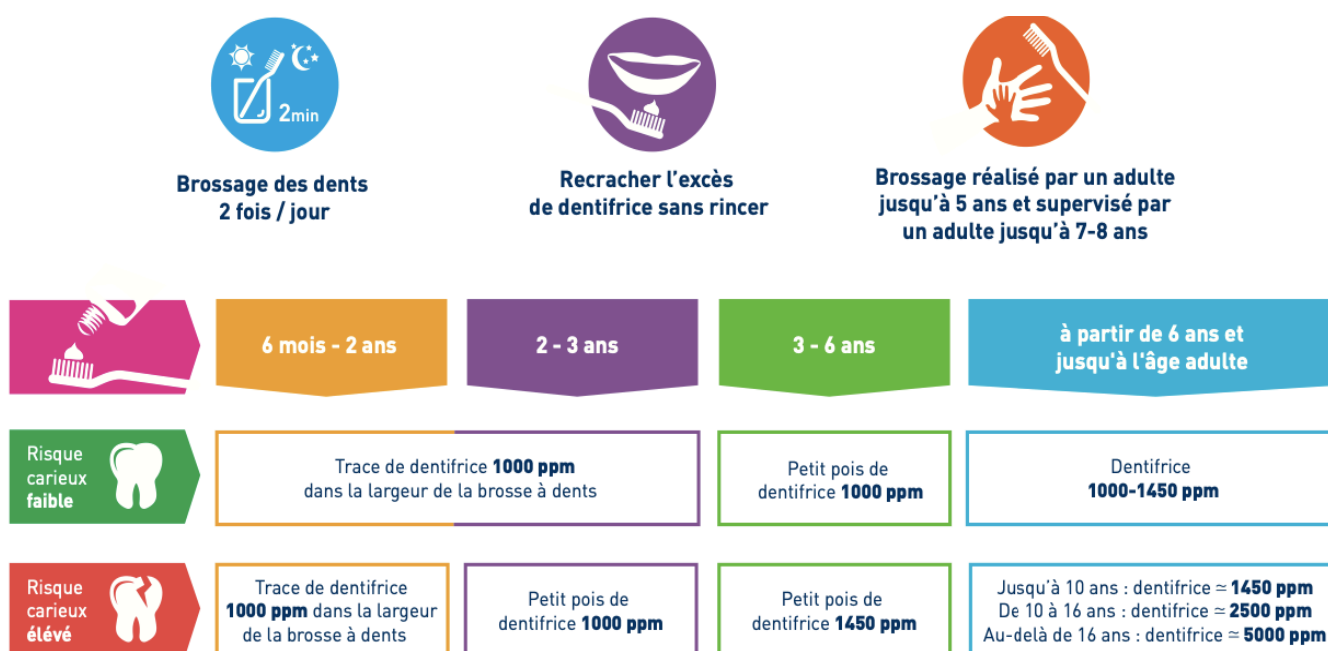 2min
Brossage des dents
2 fois / jour
Recracher l'excès
de dentifrice sans rincer
Brossage réalisé par un adulte
jusqu'à 5 ans et supervisé par
un adulte jusqu'à 7-8 ans
6 mois - 2 ans
2 - 3 ans
3 - 6 ans
à partir de 6 ans et
jusqu'à l'âge adulte
Risque
carieux
faible
Trace de dentifrice 1000 ppm
dans la largeur de la brosse à dents
Petit pois de
dentifrice 1000 ppm
Dentifrice
1000-1450 ppm
Risque
carieux
élévé
Trace de dentifrice
1000 ppm dans la largeur
de la brosse à dents
Petit pois de
dentifrice 1000 ppm
Petit pois de
dentifrice 1450 ppm
Jusqu'à 10 ans : dentifrice ≃ 1450 ppm
De 10 à 16 ans : dentifrice ≃ 2500 ppm
Au-delà de 16 ans : dentifrice ≃ 5000 ppm